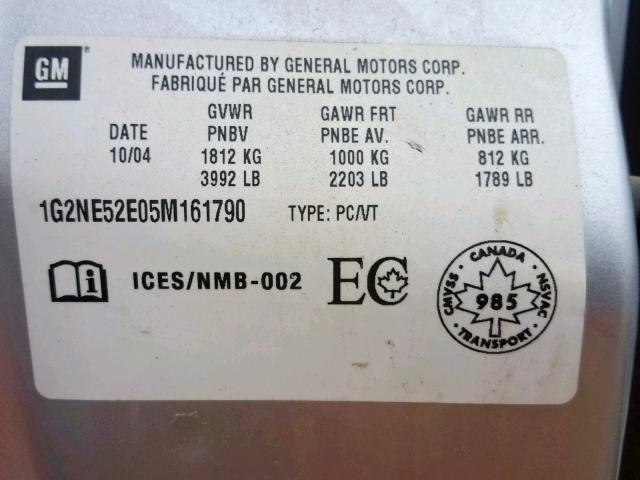 GM
MANUFACTURED BY GENERAL MOTORS CORP.
FABRIQUÉ PAR GENERAL MOTORS CORP.
GVWR GAWR FRT GAWR RR
DATE PNBV PNBE AV. PNBE ARR.
10/04 1812 KG 1000 KG 812 KG
3992 LB 2203 LB 1789 LB
1G2NE52E05M161790 TYPE: PC/VT
i ICES/NMB-002 EC
CANADA
CMVSS NSVAC
985
TRANSPORT